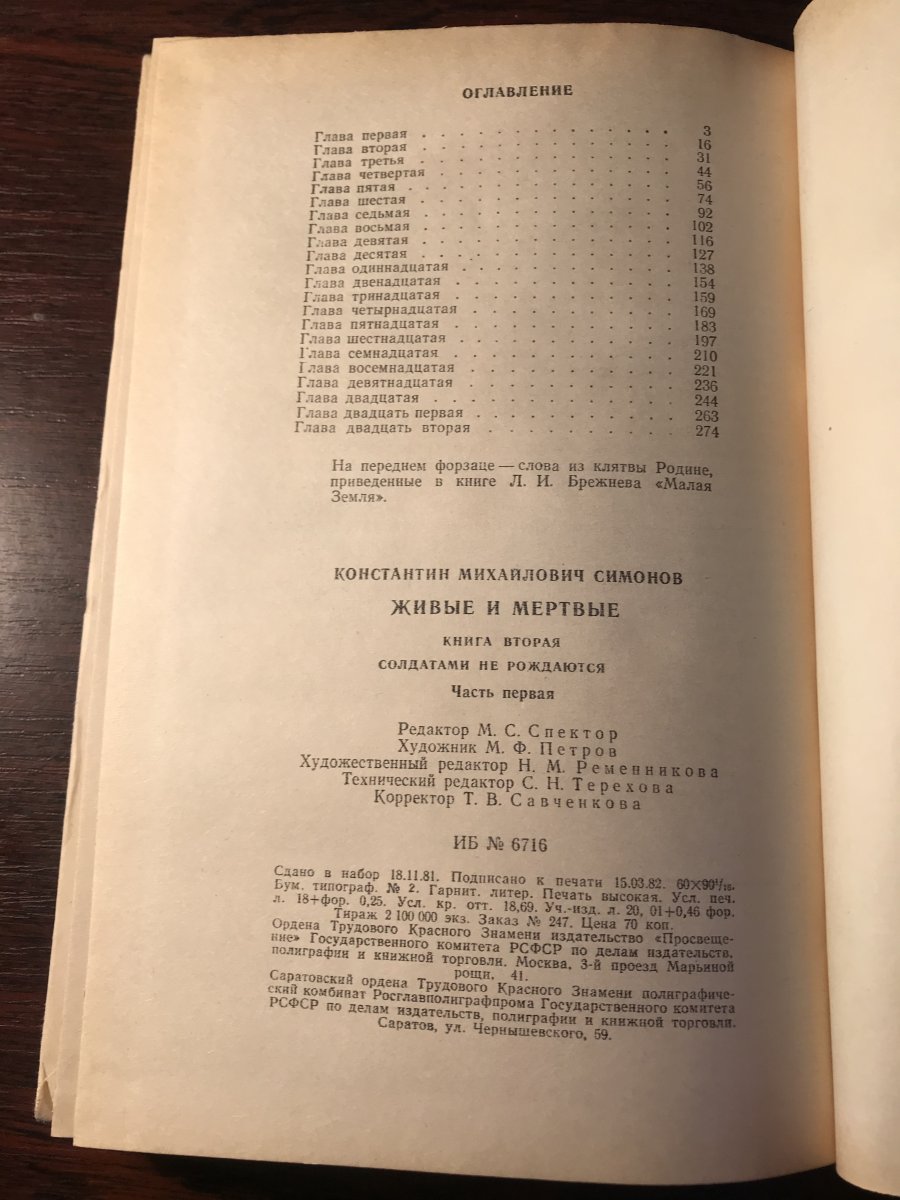 ОГЛАВЛЕНИЕ
Глава первая . . . . . . . . . . . . . . 3
Глава вторая . . . . . . . . . . . . . . 16
Глава третья . . . . . . . . . . . . . . 31
Глава четвертая . . . . . . . . . . . . . 44
Глава пятая . . . . . . . . . . . . . . 56
Глава шестая . . . . . . . . . . . . . . 74
Глава седьмая . . . . . . . . . . . . . . 92
Глава восьмая . . . . . . . . . . . . . . 102
Глава девятая . . . . . . . . . . . . . . 116
Глава десятая . . . . . . . . . . . . . . 127
Глава одиннадцатая . . . . . . . . . . . . 138
Глава двенадцатая . . . . . . . . . . . . 154
Глава тринадцатая . . . . . . . . . . . . 159
Глава четырнадцатая . . . . . . . . . . . 169
Глава пятнадцатая . . . . . . . . . . . . 183
Глава шестнадцатая . . . . . . . . . . . . 197
Глава семнадцатая . . . . . . . . . . . . 210
Глава восемнадцатая . . . . . . . . . . . 221
Глава девятнадцатая . . . . . . . . . . . 236
Глава двадцатая . . . . . . . . . . . . . 244
Глава двадцать первая . . . . . . . . . . . 263
Глава двадцать вторая . . . . . . . . . . . 274
На переднем форзаце — слова из клятвы Родине,
приведенные в книге Л. И. Брежнева «Малая
Земля».
КОНСТАНТИН МИХАЙЛОВИЧ СИМОНОВ
ЖИВЫЕ И МЕРТВЫЕ
КНИГА ВТОРАЯ
СОЛДАТАМИ НЕ РОЖДАЮТСЯ
Часть первая
Редактор М. С. Спектор
Художник М. Ф. Петров
Художественный редактор Н. М. Ременникова
Технический редактор С. Н. Терехова
Корректор Т. В. Савченкова
ИБ № 6716
Сдано в набор 18.11.81. Подписано к печати 15.03.82. 60×90¹/₁₆.
Бум. типограф. № 2. Гарнит. литер. Печать высокая. Усл. печ.
л. 18+фор. 0,25. Усл. кр. отт. 18,69. Уч.-изд. л. 20, 01+0,46 фор.
Тираж 2 100 000 экз. Заказ № 247. Цена 70 коп.
Ордена Трудового Красного Знамени издательство «Просвеще-
ние» Государственного комитета РСФСР по делам издательств,
полиграфии и книжной торговли. Москва, 3-й проезд Марьиной
рощи, 41.
Саратовский ордена Трудового Красного Знамени полиграфиче-
ский комбинат Росглавполиграфпрома Государственного комитета
РСФСР по делам издательств, полиграфии и книжной торговли.
Саратов, ул. Чернышевского, 59.